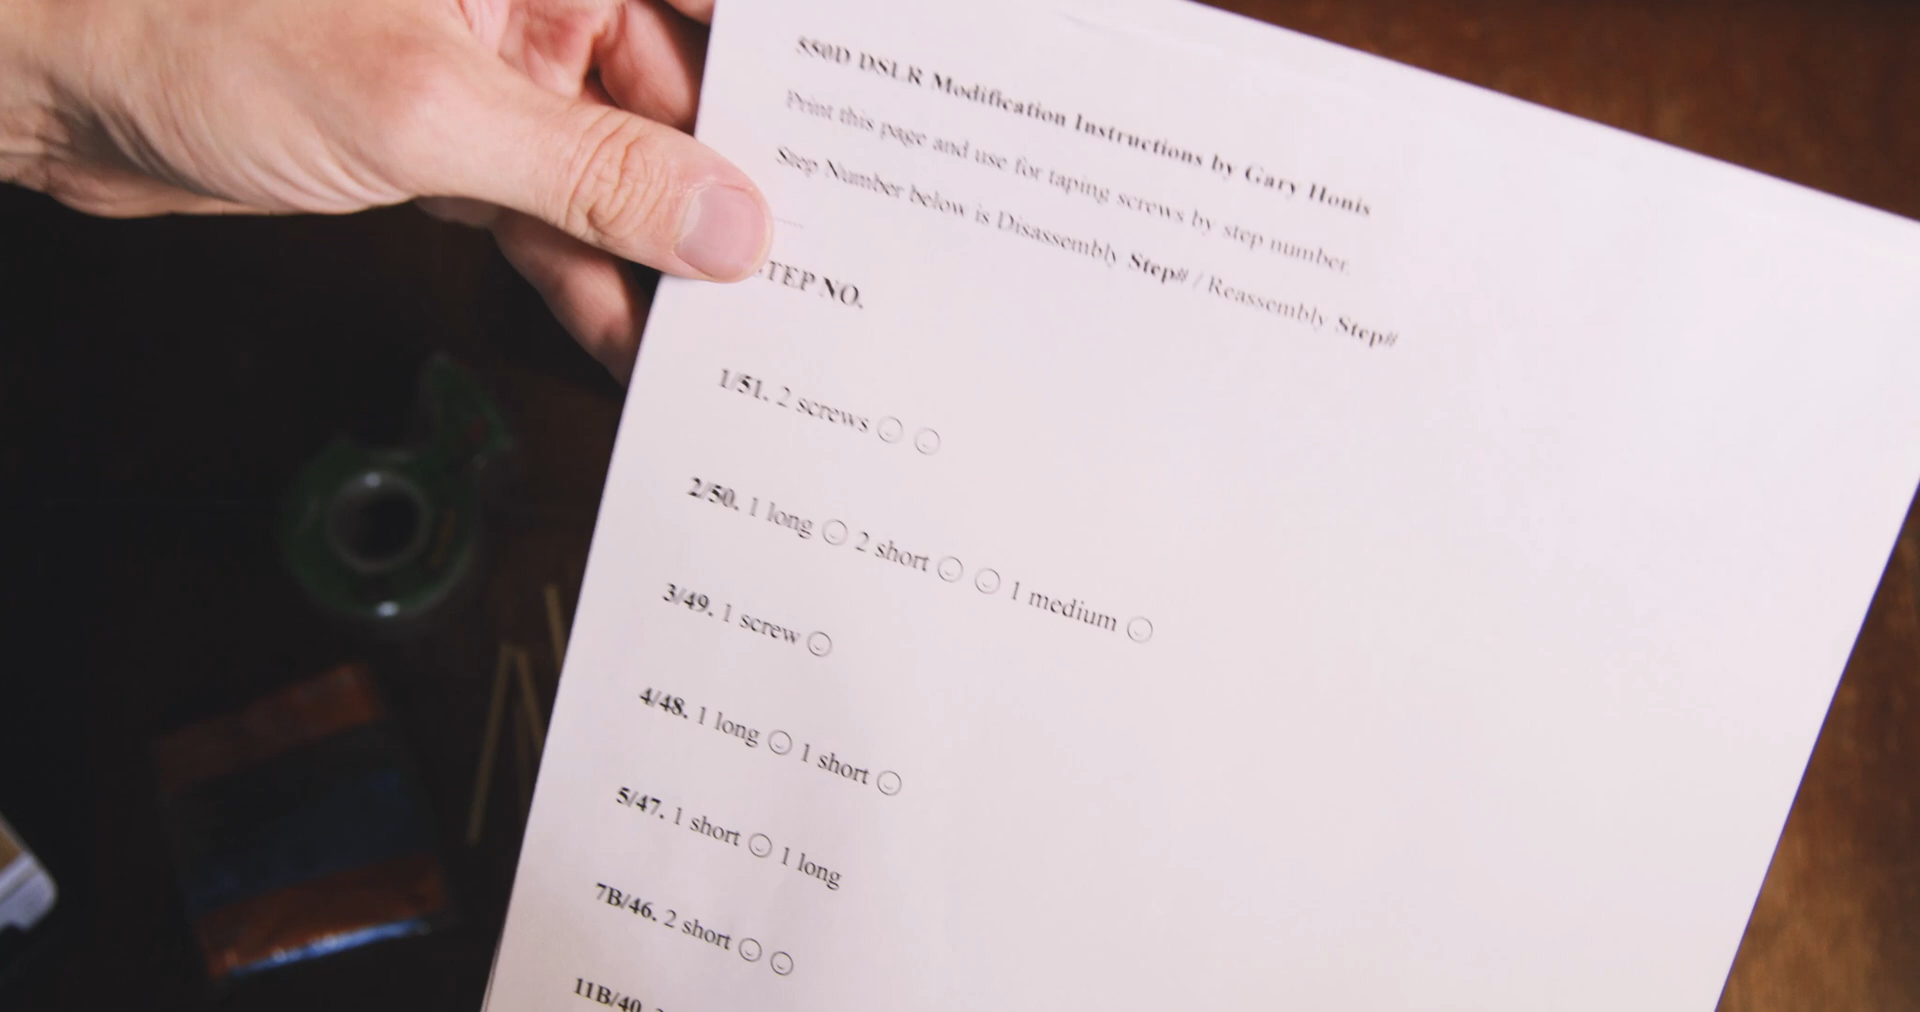 550D DSLR Modification Instructions by Gary Honis
Print this page and use for taping screws by step number.
Step Number below is Disassembly Step# / Reassembly Step#
TEP NO.
1/51. 2 screws
2/50. 1 long 2 short 1 medium
3/49. 1 screw
4/48. 1 long 1 short
5/47. 1 short 1 long
7B/46. 2 short
11B/40.